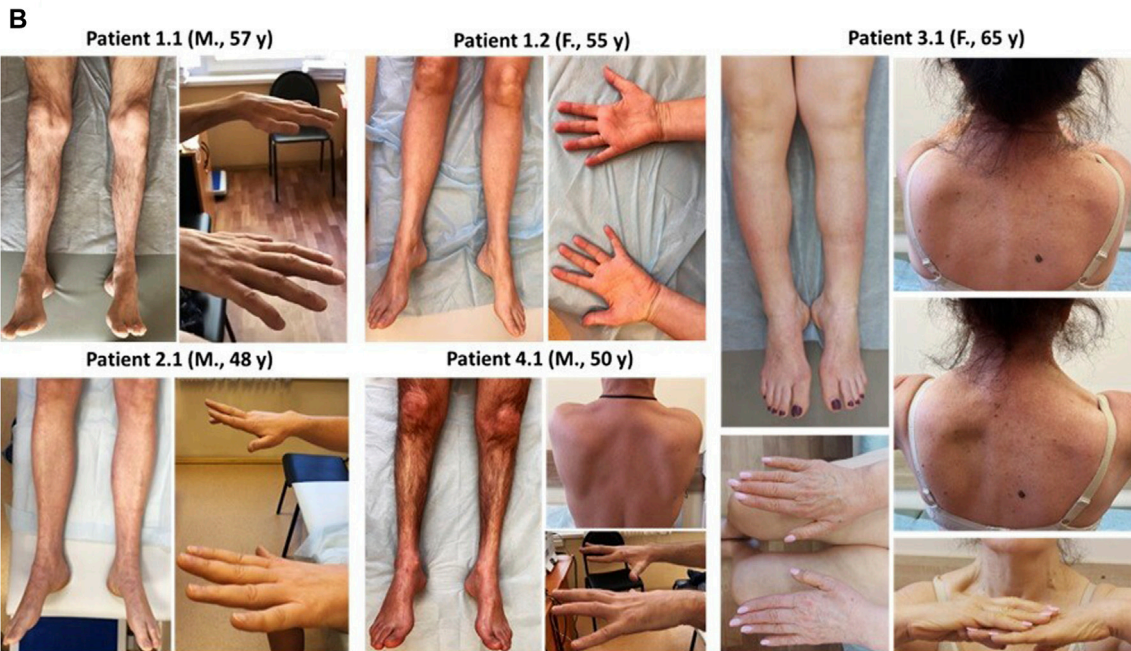 B
Patient 1.1 (M., 57 y)
Patient 1.2 (F., 55 y)
Patient 3.1 (F., 65 y)
Patient 2.1 (M., 48 y)
Patient 4.1 (M., 50 y)